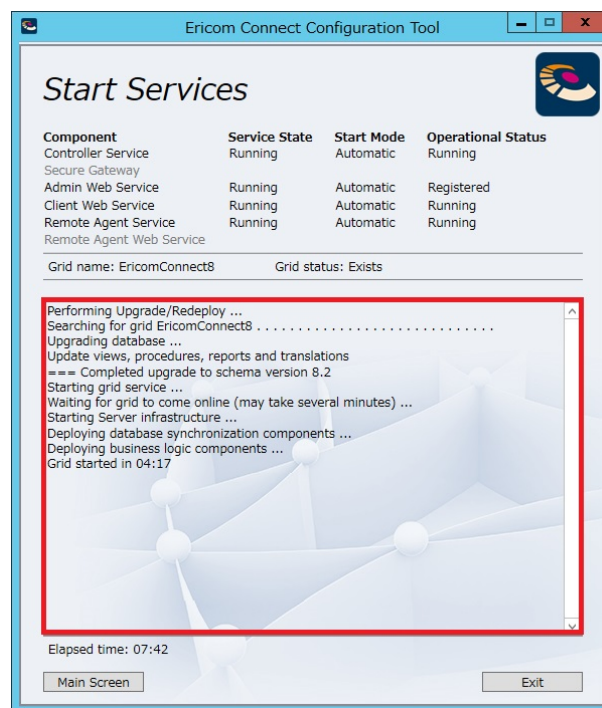 Ericom Connect Configuration Tool
Start Services
Component Service State Start Mode Operational Status
Controller Service Running Automatic Running
Secure Gateway
Admin Web Service Running Automatic Registered
Client Web Service Running Automatic Running
Remote Agent Service Running Automatic Running
Remote Agent Web Service
Grid name: EricomConnect8 Grid status: Exists
Performing Upgrade/Redeploy ...
Searching for grid EricomConnect8 . . . . . . . . . . . . . . . . . . . . . . . . . . . . . .
Upgrading database ...
Update views, procedures, reports and translations
=== Completed upgrade to schema version 8.2
Starting grid service ...
Waiting for grid to come online (may take several minutes) ...
Starting Server infrastructure ...
Deploying database synchronization components ...
Deploying business logic components ...
Grid started in 04:17
Elapsed time: 07:42
Main Screen Exit